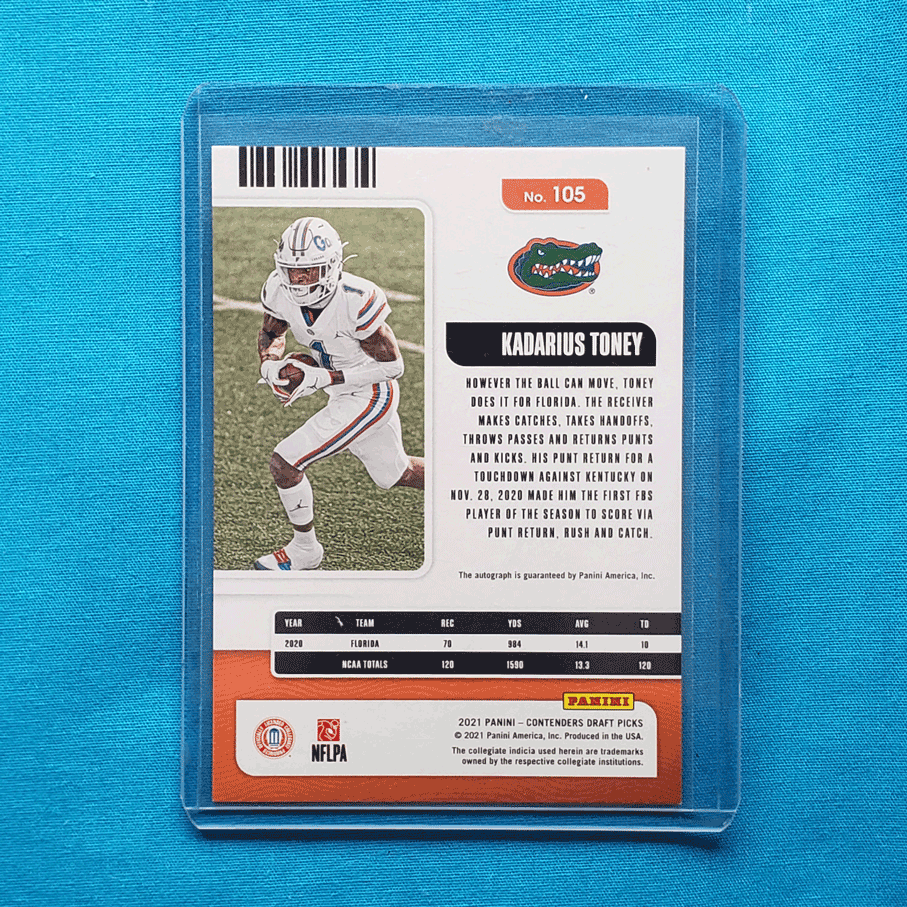 No. 105
®
KADARIUS TONEY
HOWEVER THE BALL CAN MOVE, TONEY
DOES IT FOR FLORIDA. THE RECEIVER
MAKES CATCHES, TAKES HANDOFFS,
THROWS PASSES AND RETURNS PUNTS
AND KICKS. HIS PUNT RETURN FOR A
TOUCHDOWN AGAINST KENTUCKY ON
NOV. 28, 2020 MADE HIM THE FIRST FBS
PLAYER OF THE SEASON TO SCORE VIA
PUNT RETURN, RUSH AND CATCH.
The autograph is guaranteed by Panini America, Inc.
YEAR TEAM REC YDS AVG TD
2020 FLORIDA 70 984 14.1 10
NCAA TOTALS 120 1590 13.3 120
PANINI
2021 PANINI – CONTENDERS DRAFT PICKS
© 2021 Panini America, Inc. Produced in the USA.
The collegiate indicia used herein are trademarks
owned by the respective collegiate institutions.
NFLPA
1
1